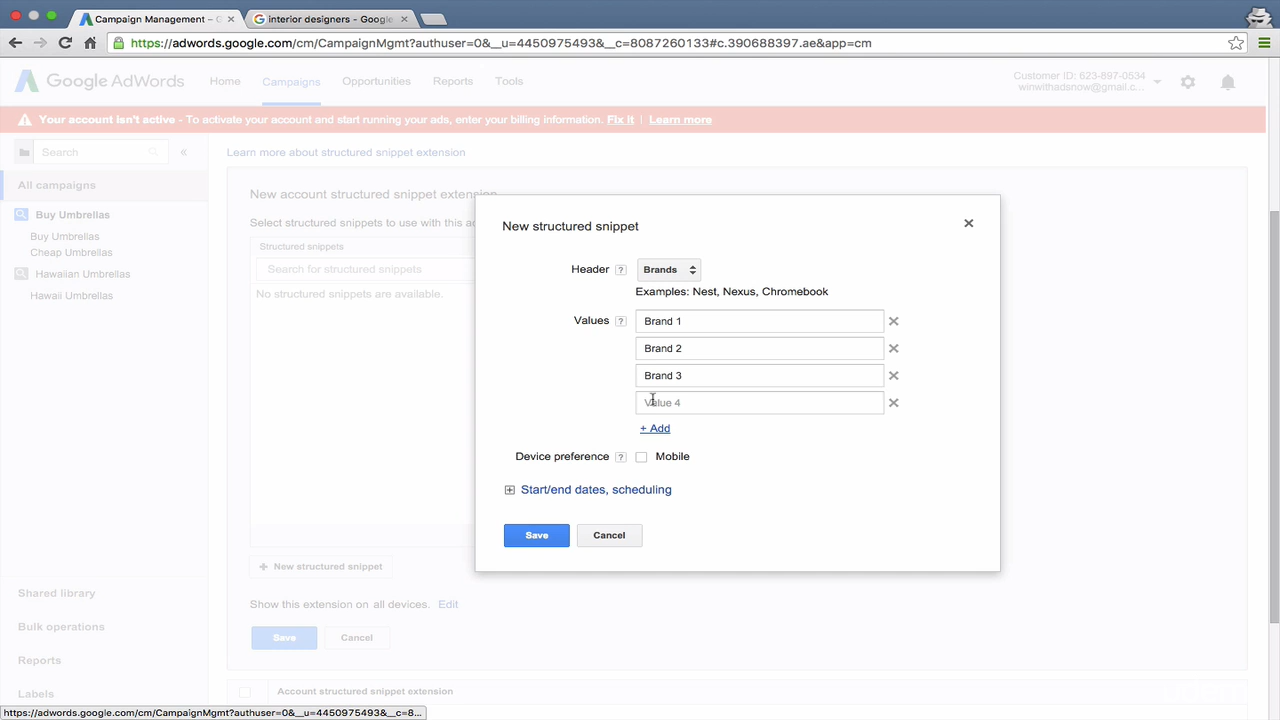 Campaign Management – G
interior designers - Google
https://adwords.google.com/cm/CampaignMgmt?authuser=0&__u=4450975493&__c=8087260133#c.390688397.ae&app=cm
Google AdWords
Home
Campaigns
Opportunities
Reports
Tools
Customer ID: 623-897-0534
winwithadsnow@gmail.c...
Your account isn't active - To activate your account and start running your ads, enter your billing information. Fix it | Learn more
Search
«
Learn more about structured snippet extension
All campaigns
New account structured snippet extension
Buy Umbrellas
Select structured snippets to use with this a
Buy Umbrellas
Structured snippets
Cheap Umbrellas
Search for structured snippets
Hawaiian Umbrellas
No structured snippets are available.
Hawaii Umbrellas
New structured snippet
Header ? Brands
Examples: Nest, Nexus, Chromebook
Values ? Brand 1
Brand 2
Brand 3
Value 4
+ Add
Device preference ? Mobile
Start/end dates, scheduling
Save Cancel
+ New structured snippet
Show this extension on all devices. Edit
Save Cancel
Shared library
Bulk operations
Reports
Labels
Account structured snippet extension
https://adwords.google.com/cm/CampaignMgmt?authuser=0&__u=4450975493&__c=8...